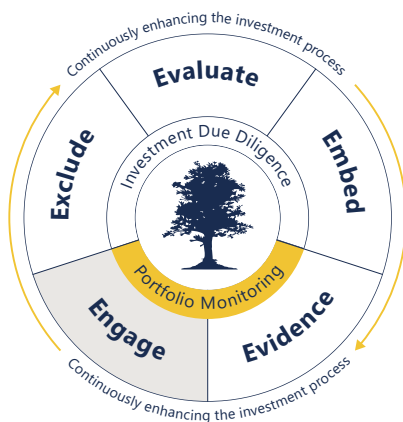 Continuously enhancing the investment process
Evaluate
Exclude
Investment Due Diligence
Embed
Portfolio Monitoring
Engage
Evidence
Continuously enhancing the investment process